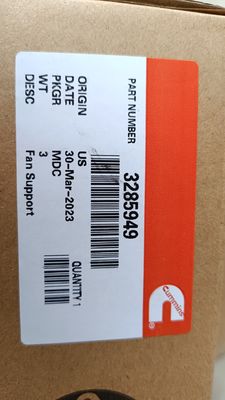 PART NUMBER
3285949
ORIGIN US
DATE 30-Mar-2023
PKGR MDC
WT 3
DESC Fan Support
QUANTITY 1
Cummins
®